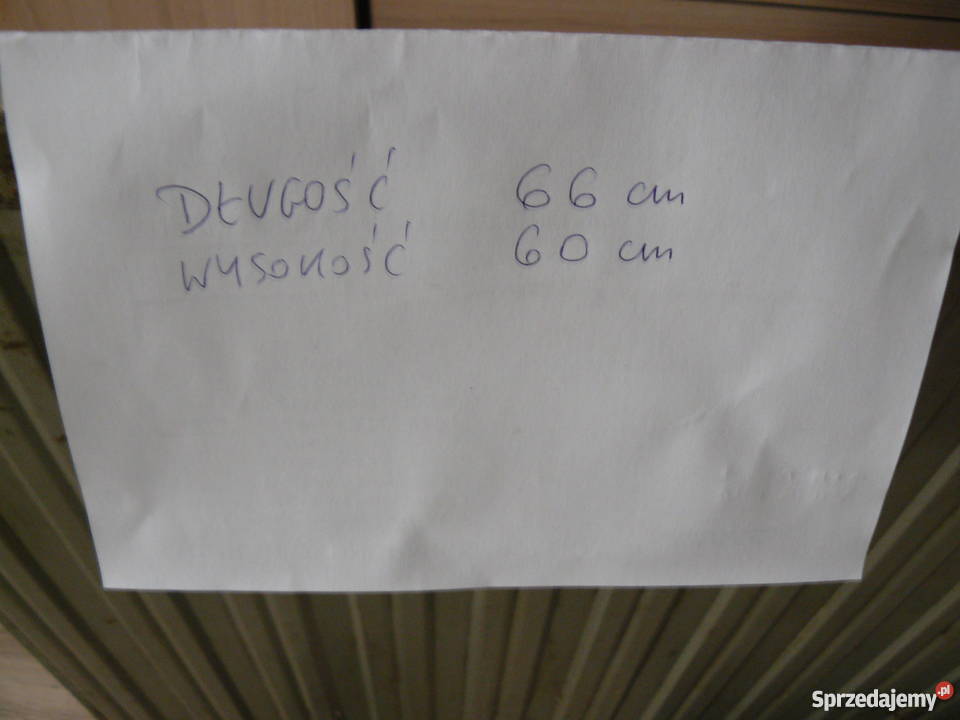 DŁUGOŚĆ 66 cm
WYSOKOŚĆ 60 cm
Sprzedajemy.pl